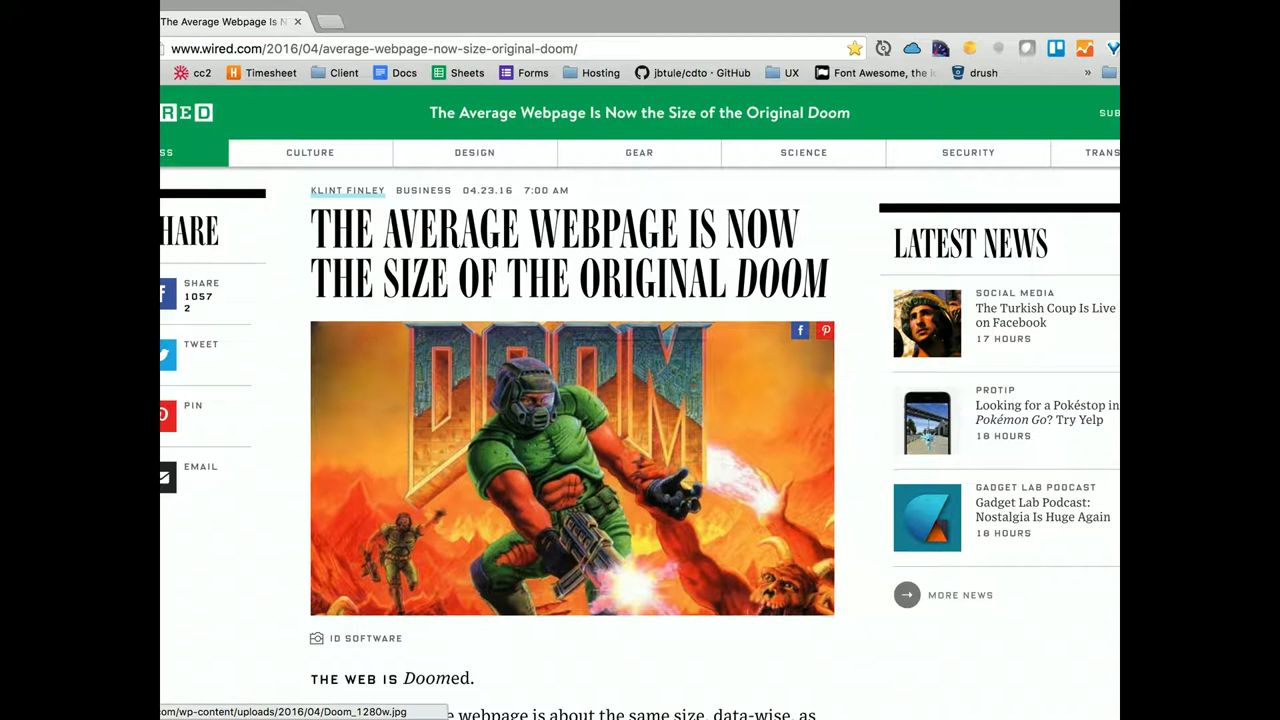 The Average Webpage Is N
www.wired.com/2016/04/average-webpage-now-size-original-doom/
cc2 Timesheet Client Docs Sheets Forms Hosting jbtule/cdto · GitHub UX Font Awesome, the drush »
RED The Average Webpage Is Now the Size of the Original Doom SUB
SS CULTURE DESIGN GEAR SCIENCE SECURITY TRANS
KLINT FINLEY BUSINESS 04.23.16 7:00 AM
THE AVERAGE WEBPAGE IS NOW
THE SIZE OF THE ORIGINAL DOOM
HARE
SHARE
1057
2
TWEET
PIN
EMAIL
DOOM
ID SOFTWARE
THE WEB IS Doomed.
e webpage is about the same size, data-wise, as
LATEST NEWS
SOCIAL MEDIA
The Turkish Coup Is Live
on Facebook
17 HOURS
PROTIP
Looking for a Pokéstop in
Pokémon Go? Try Yelp
18 HOURS
GADGET LAB PODCAST
Gadget Lab Podcast:
Nostalgia Is Huge Again
18 HOURS
MORE NEWS
om/wp-content/uploads/2016/04/Doom_1280w.jpg